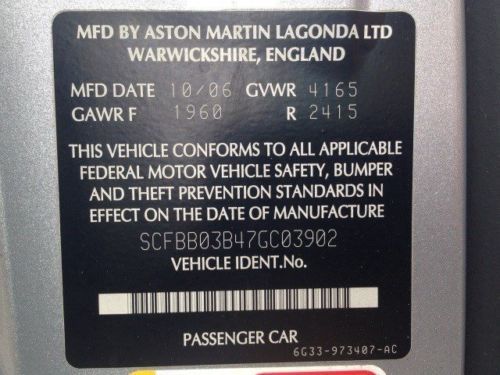 MFD BY ASTON MARTIN LAGONDA LTD
WARWICKSHIRE, ENGLAND
MFD DATE 10/06 GVWR 4165
GAWR F 1960 R 2415
THIS VEHICLE CONFORMS TO ALL APPLICABLE
FEDERAL MOTOR VEHICLE SAFETY, BUMPER
AND THEFT PREVENTION STANDARDS IN
EFFECT ON THE DATE OF MANUFACTURE
SCFBB03B47GC03902
VEHICLE IDENT.No.
PASSENGER CAR
6G33-973407-AC